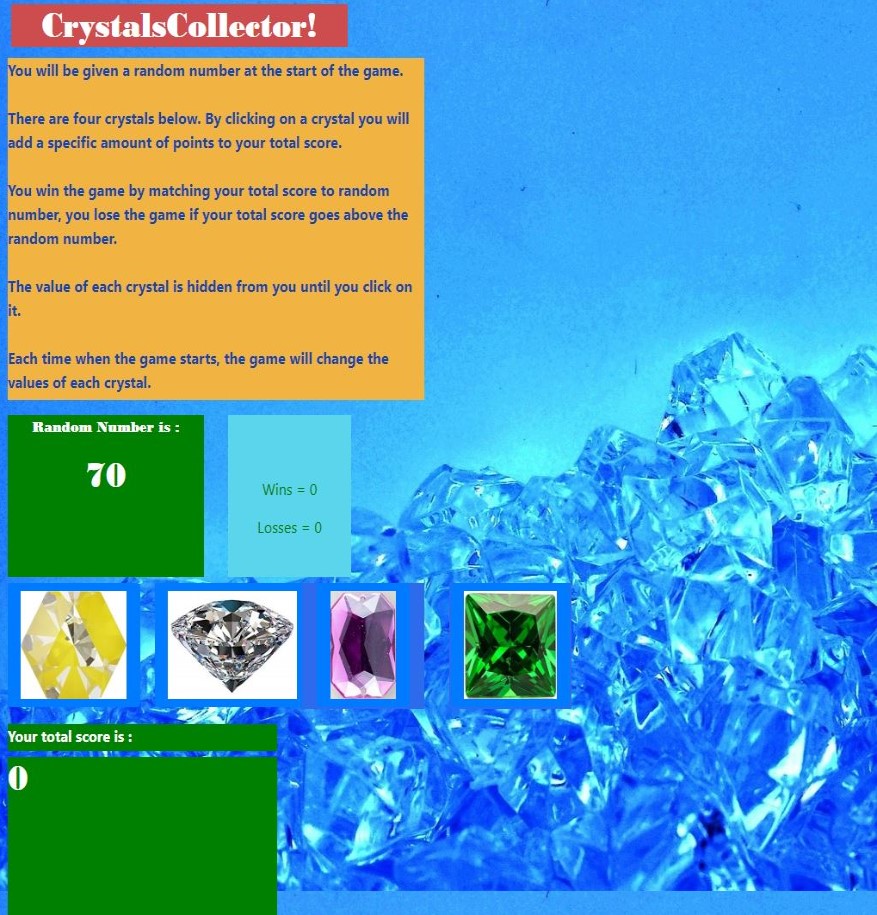 CrystalsCollector!
You will be given a random number at the start of the game.
There are four crystals below. By clicking on a crystal you will
add a specific amount of points to your total score.
You win the game by matching your total score to random
number, you lose the game if your total score goes above the
random number.
The value of each crystal is hidden from you until you click on
it.
Each time when the game starts, the game will change the
values of each crystal.
Random Number is :
70
Wins = 0
Losses = 0
Your total score is :
0